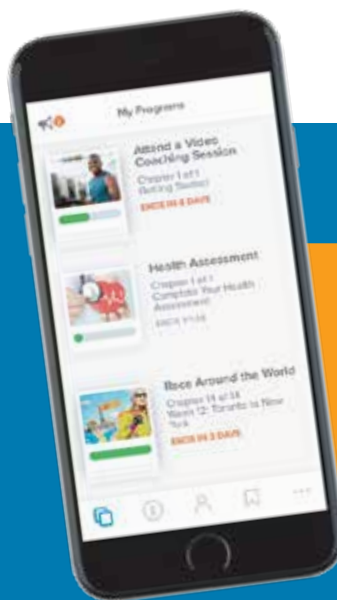 My Programs
Attend a Video
Coaching Session
Chapter 1 of 1
Getting Started
ENDS IN 6 DAYS
Health Assessment
Chapter 1 of 1
Complete Your Health
Assessment
ENDS
Race Around the World
Chapter 14 of 14
Week 12: Toronto to New
York
ENDS IN 3 DAYS